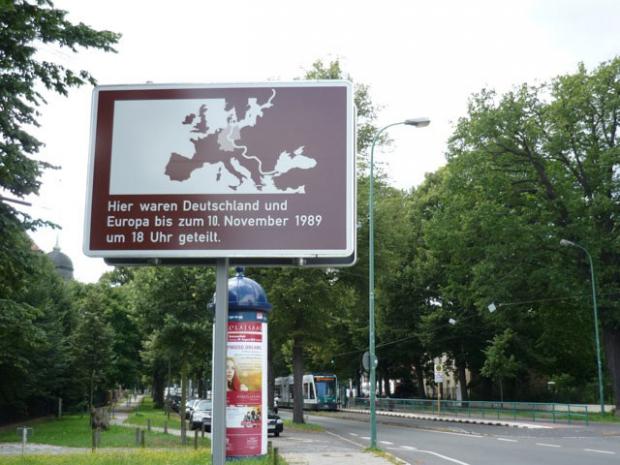 Hier waren Deutschland und
Europa bis zum 10. November 1989
um 18 Uhr geteilt.